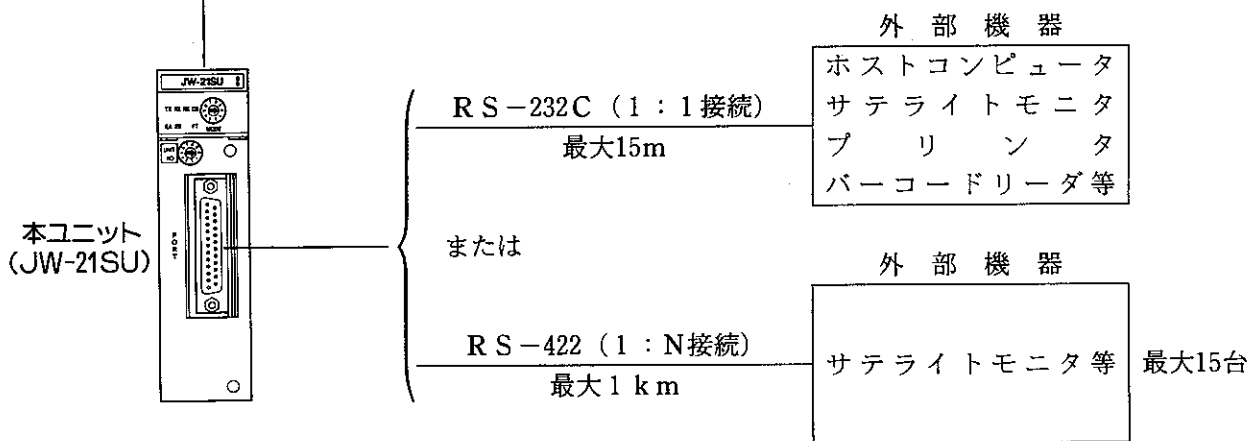 外部機器
JW-21SU
ホストコンピュータ
RS-232C(1:1接続)
サテライトモニタ
最大15m
プリンタ
バーコードリーダ等
UNIT
NO
PORT
本ユニット
(JW-21SU)
または
外部機器
RS-422(1:N接続)
サテライトモニタ等
最大15台
最大1km